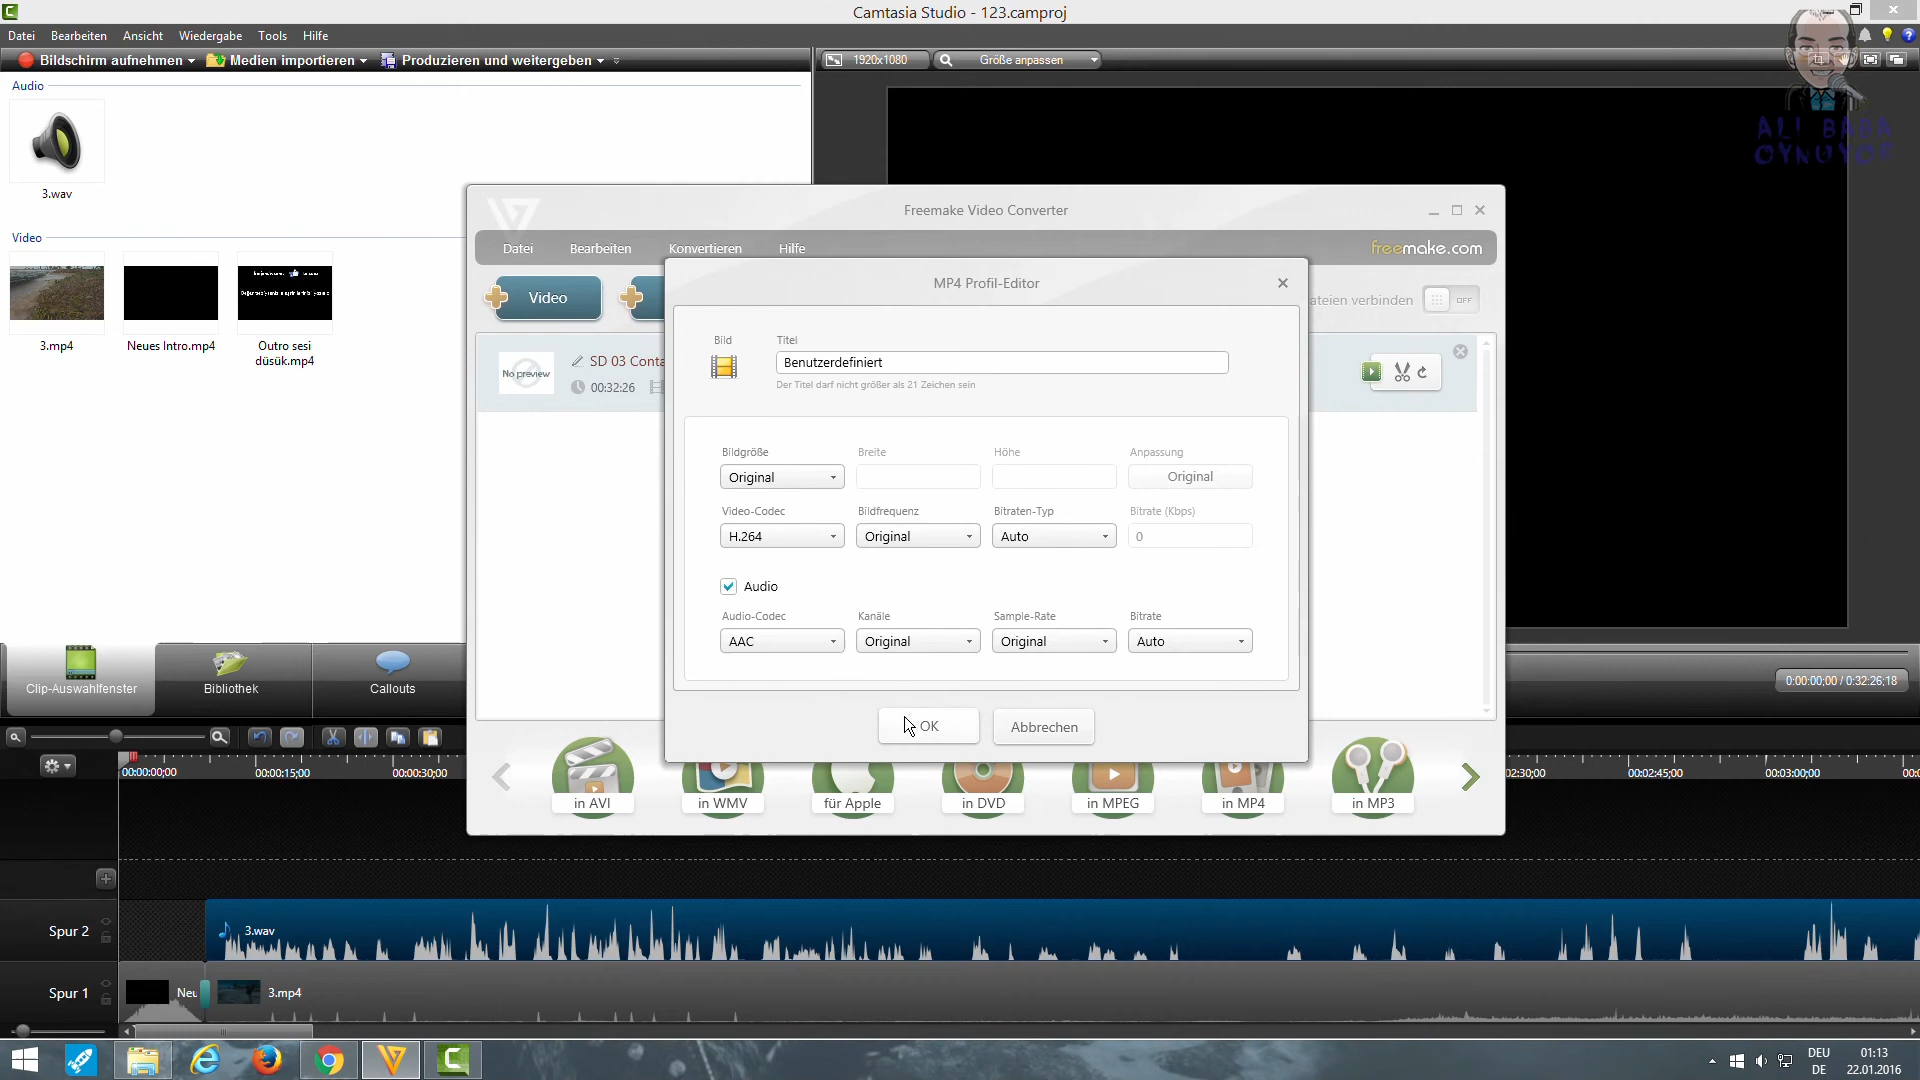 Camtasia Studio - 123.camproj
Datei Bearbeiten Ansicht Wiedergabe Tools Hilfe
Bildschirm aufnehmen Medien importieren Produzieren und weitergeben
1920x1080 Größe anpassen
ALI BABA
OYNUYOR
Audio
3.wav
Video
3.mp4 Neues Intro.mp4 Outro sesi
düsük.mp4
Freemake Video Converter
Datei Bearbeiten Konvertieren Hilfe
freemake.com
Video
ateien verbinden OFF
No preview
SD 03 Conta
00:32:26
MP4 Profil-Editor
Bild Titel
Benutzerdefiniert
Der Titel darf nicht größer als 21 Zeichen sein
Bildgröße Breite Höhe Anpassung
Original Original
Video-Codec Bildfrequenz Bitraten-Typ Bitrate (Kbps)
H.264 Original Auto 0
Audio
Audio-Codec Kanäle Sample-Rate Bitrate
AAC Original Original Auto
OK Abbrechen
in AVI in WMV für Apple in DVD in MPEG in MP4 in MP3
Clip-Auswahlfenster Bibliothek Callouts
0:00:00;00 / 0:32:26;18
00:00:00;00 00:00:15;00 00:00:30;00 2:30;00 00:02:45;00 00:03:00;00 00:
Spur 2 3.wav
Spur 1 Neu 3.mp4
DEU 01:13
DE 22.01.2016